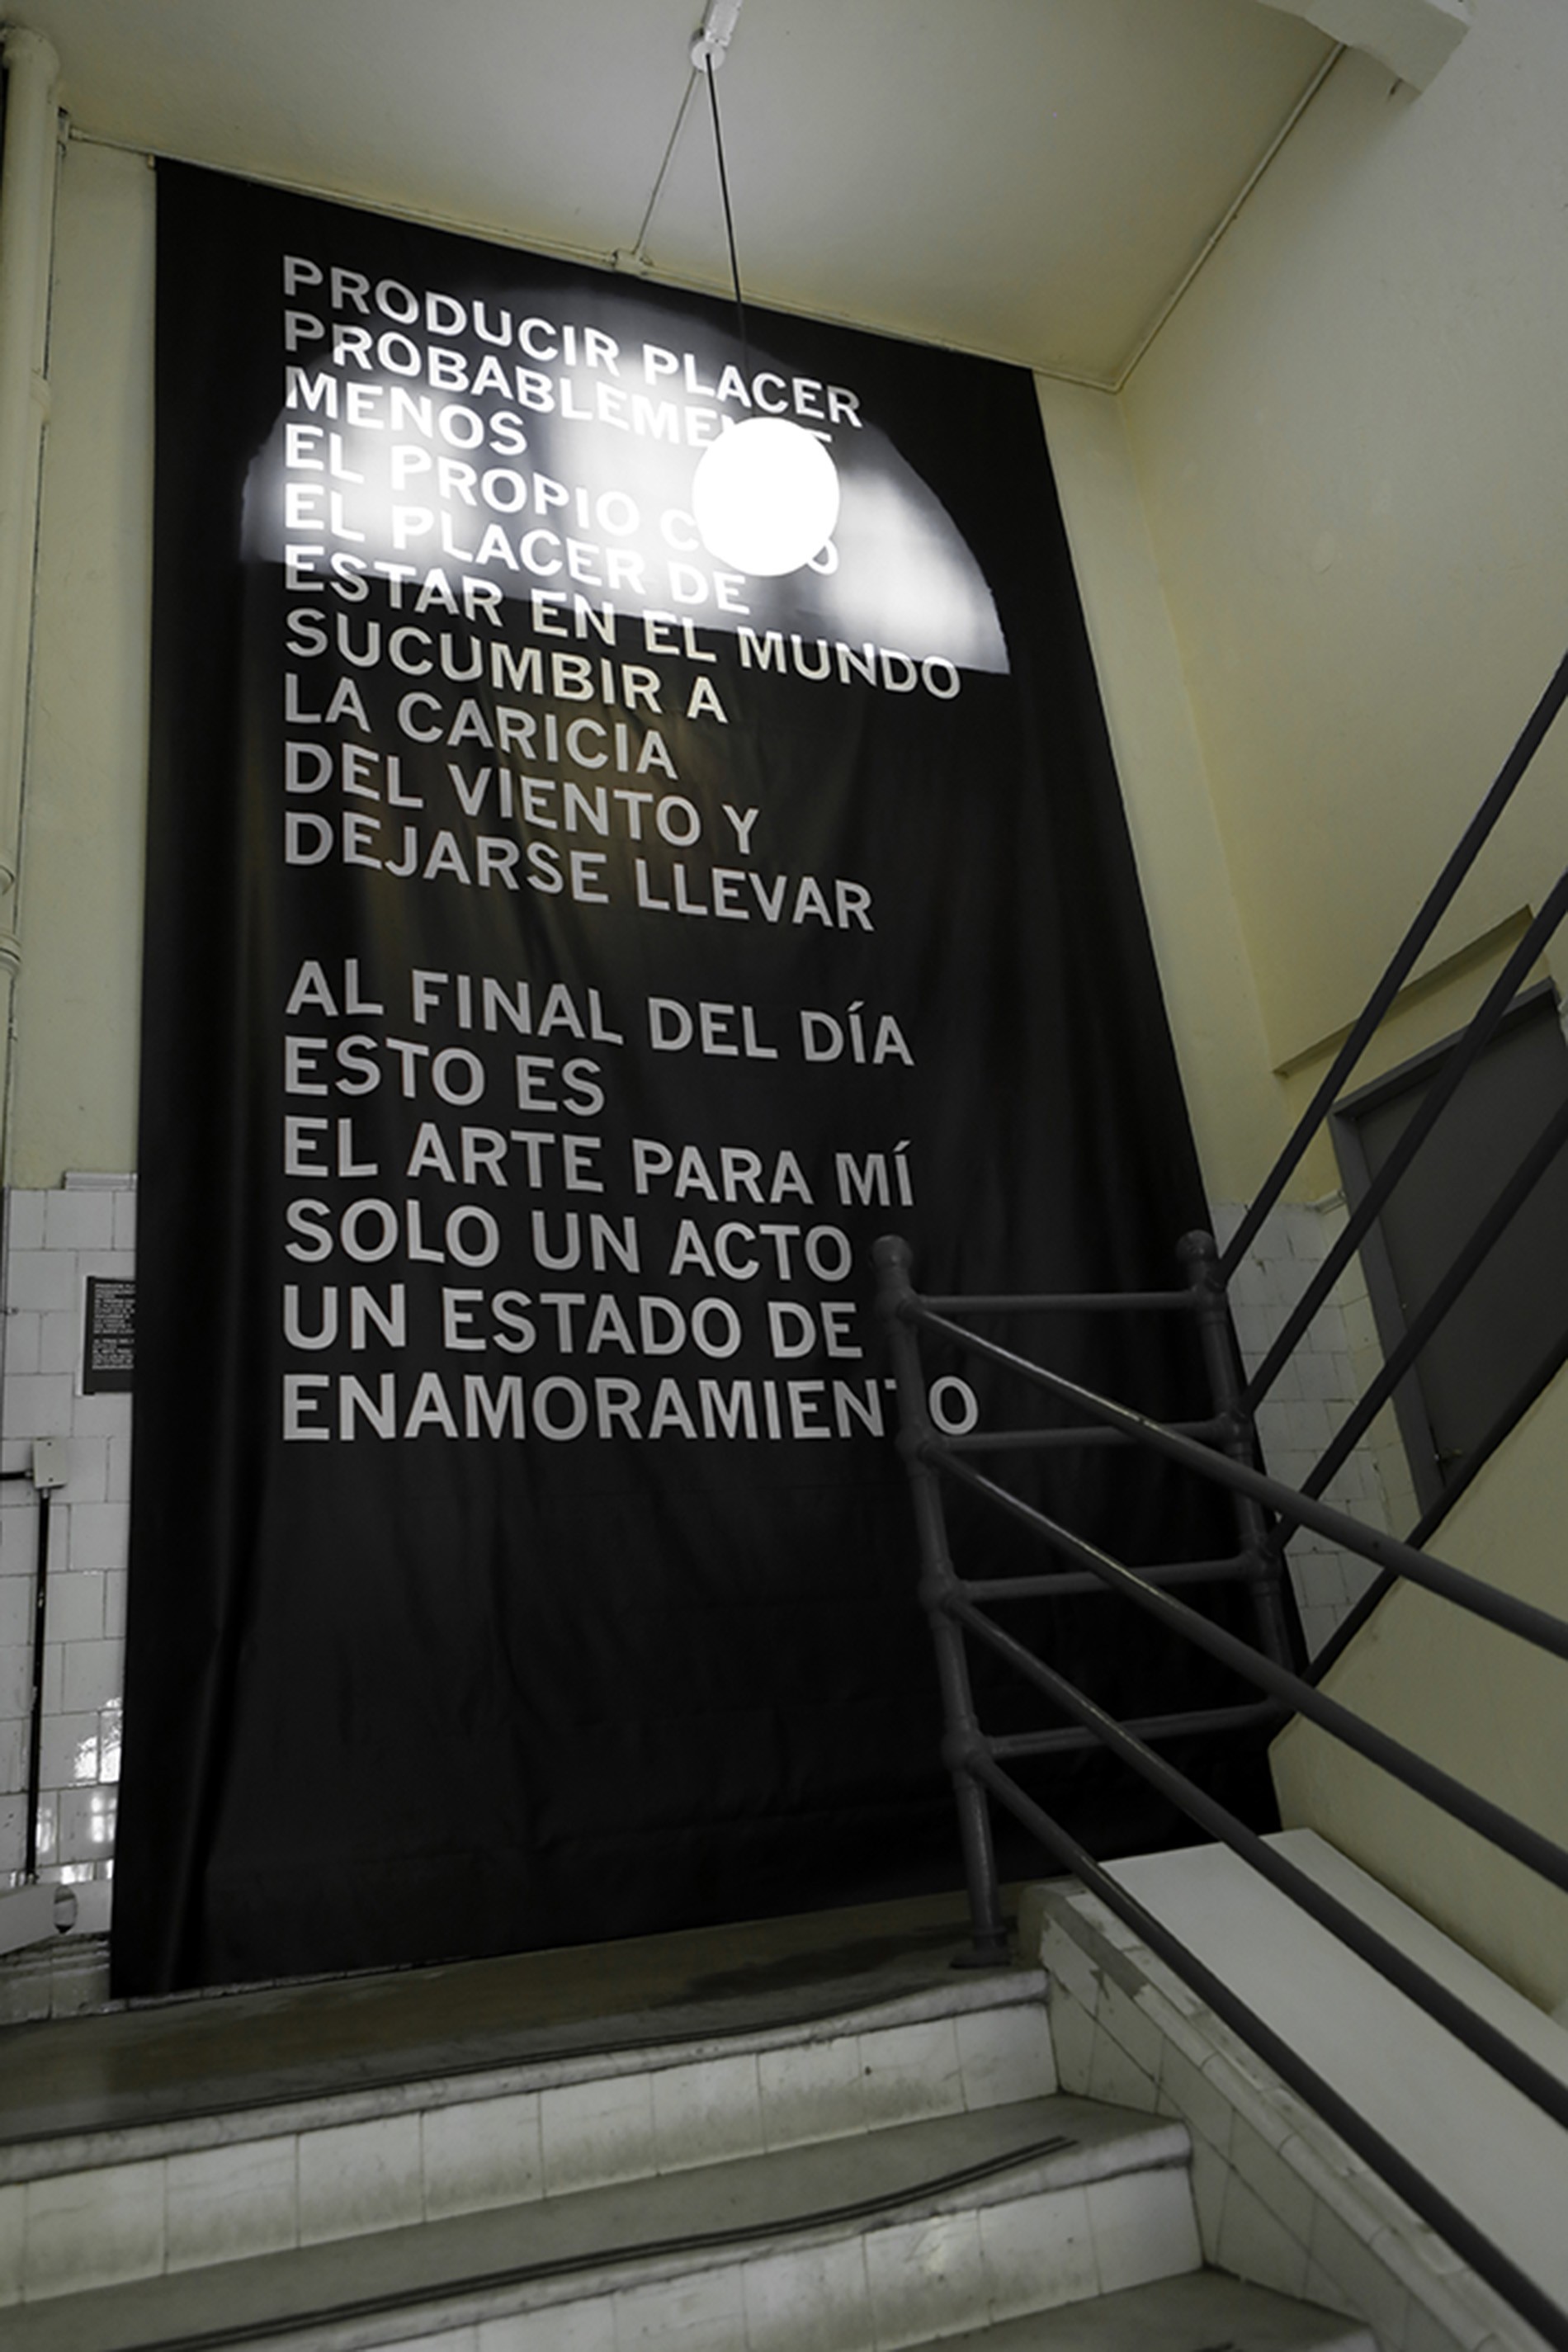 PRODUCIR PLACER
PROBABLEMENTE
MENOS
EL PROPIO
EL PLACER DE
ESTAR EN EL MUNDO
SUCUMBIR A
LA CARICIA
DEL VIENTO Y
DEJARSE LLEVAR
AL FINAL DEL DÍA
ESTO ES
EL ARTE PARA MÍ
SOLO UN ACTO
UN ESTADO DE
ENAMORAMIENTO